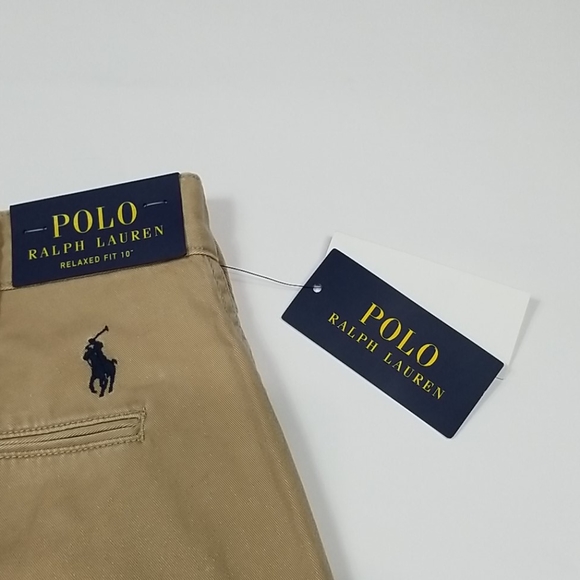 POLO
RALPH LAUREN
RELAXED FIT 10"
POLO
RALPH LAUREN